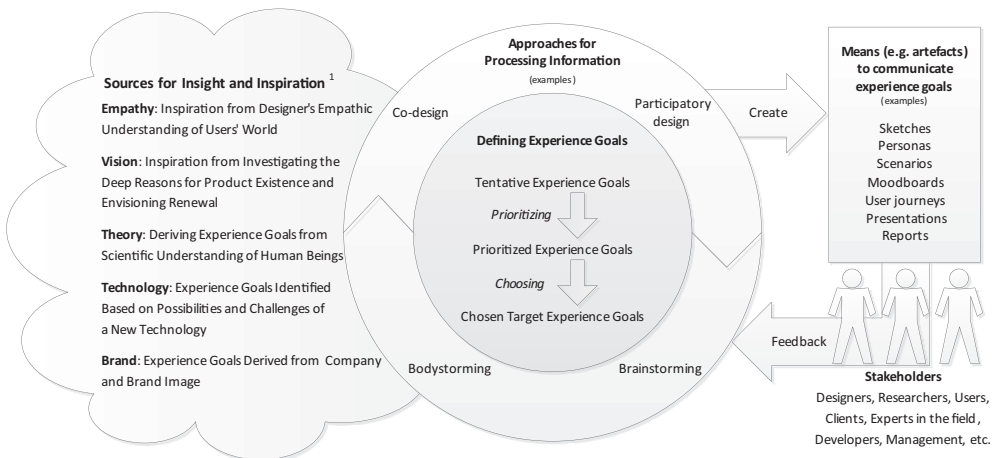 Sources for Insight and Inspiration 1
Empathy: Inspiration from Designer's Empathic
Understanding of Users' World
Vision: Inspiration from Investigating the
Deep Reasons for Product Existence and
Envisioning Renewal
Theory: Deriving Experience Goals from
Scientific Understanding of Human Beings
Technology: Experience Goals Identified
Based on Possibilities and Challenges of
a New Technology
Brand: Experience Goals Derived from Company
and Brand Image
Approaches for
Processing Information
(examples)
Co-design
Participatory
design
Defining Experience Goals
Tentative Experience Goals
Prioritizing
Prioritized Experience Goals
Choosing
Chosen Target Experience Goals
Bodystorming
Brainstorming
Create
Means (e.g. artefacts)
to communicate
experience goals
(examples)
Sketches
Personas
Scenarios
Moodboards
User journeys
Presentations
Reports
Feedback
Stakeholders
Designers, Researchers, Users,
Clients, Experts in the field,
Developers, Management, etc.